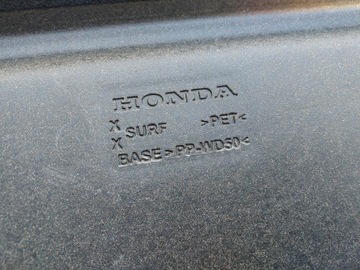 HONDA
X SURF >PET<
X BASE>PP-WD50<